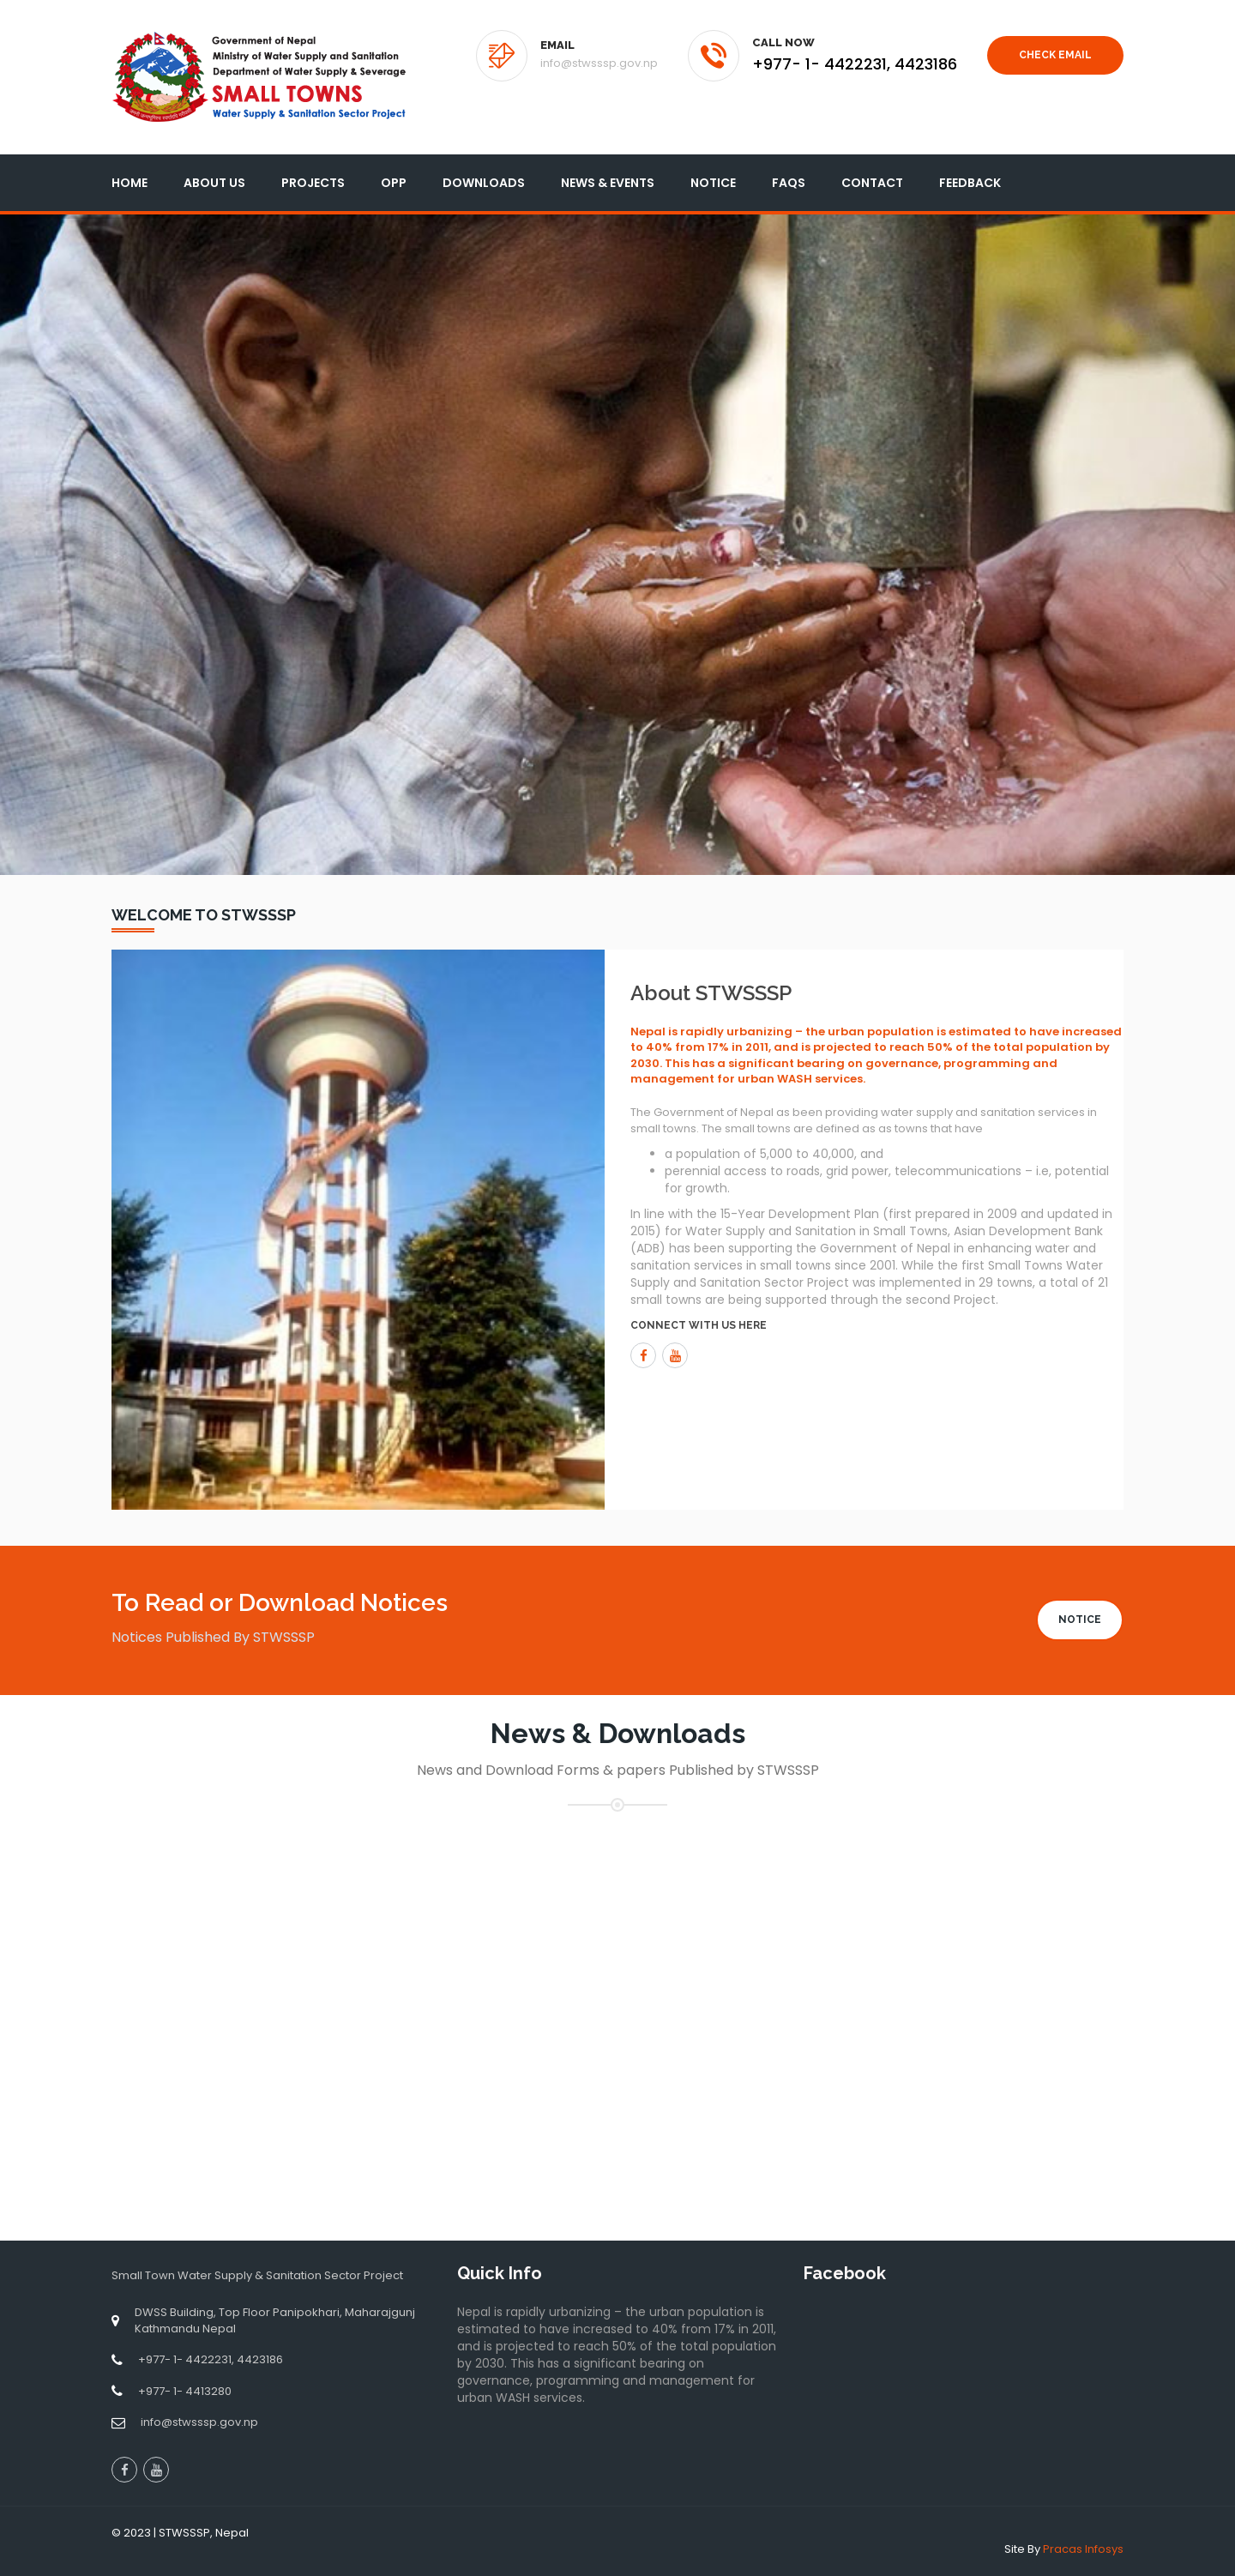 Government of Nepal
Ministry of Water Supply and Sanitation
Department of Water Supply & Severage
SMALL TOWNS
Water Supply & Sanitation Sector Project
EMAIL
info@stwsssp.gov.np
CALL NOW
+977- 1- 4422231, 4423186
CHECK EMAIL
HOME ABOUT US PROJECTS OPP DOWNLOADS NEWS & EVENTS NOTICE FAQS CONTACT FEEDBACK
WELCOME TO STWSSSP
About STWSSSP
Nepal is rapidly urbanizing – the urban population is estimated to have increased
to 40% from 17% in 2011, and is projected to reach 50% of the total population by
2030. This has a significant bearing on governance, programming and
management for urban WASH services.
The Government of Nepal as been providing water supply and sanitation services in
small towns. The small towns are defined as as towns that have
• a population of 5,000 to 40,000, and
• perennial access to roads, grid power, telecommunications – i.e, potential
for growth.
In line with the 15-Year Development Plan (first prepared in 2009 and updated in
2015) for Water Supply and Sanitation in Small Towns, Asian Development Bank
(ADB) has been supporting the Government of Nepal in enhancing water and
sanitation services in small towns since 2001. While the first Small Towns Water
Supply and Sanitation Sector Project was implemented in 29 towns, a total of 21
small towns are being supported through the second Project.
CONNECT WITH US HERE
To Read or Download Notices
Notices Published By STWSSSP
NOTICE
News & Downloads
News and Download Forms & papers Published by STWSSSP
Small Town Water Supply & Sanitation Sector Project
DWSS Building, Top Floor Panipokhari, Maharajgunj
Kathmandu Nepal
+977- 1- 4422231, 4423186
+977- 1- 4413280
info@stwsssp.gov.np
Quick Info
Nepal is rapidly urbanizing – the urban population is
estimated to have increased to 40% from 17% in 2011,
and is projected to reach 50% of the total population
by 2030. This has a significant bearing on
governance, programming and management for
urban WASH services.
Facebook
© 2023 | STWSSSP, Nepal
Site By Pracas Infosys